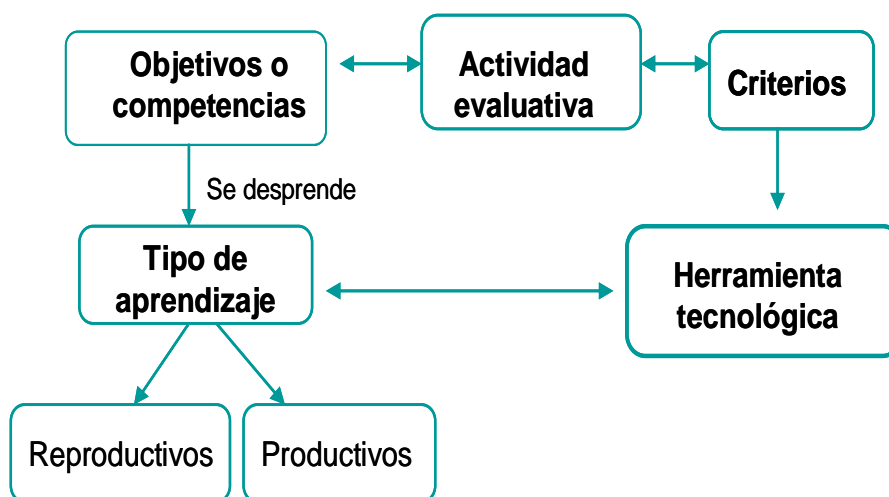 Objetivos o
competencias
Actividad
evaluativa
Criterios
Se desprende
Tipo de
aprendizaje
Herramienta
tecnológica
Reproductivos
Productivos